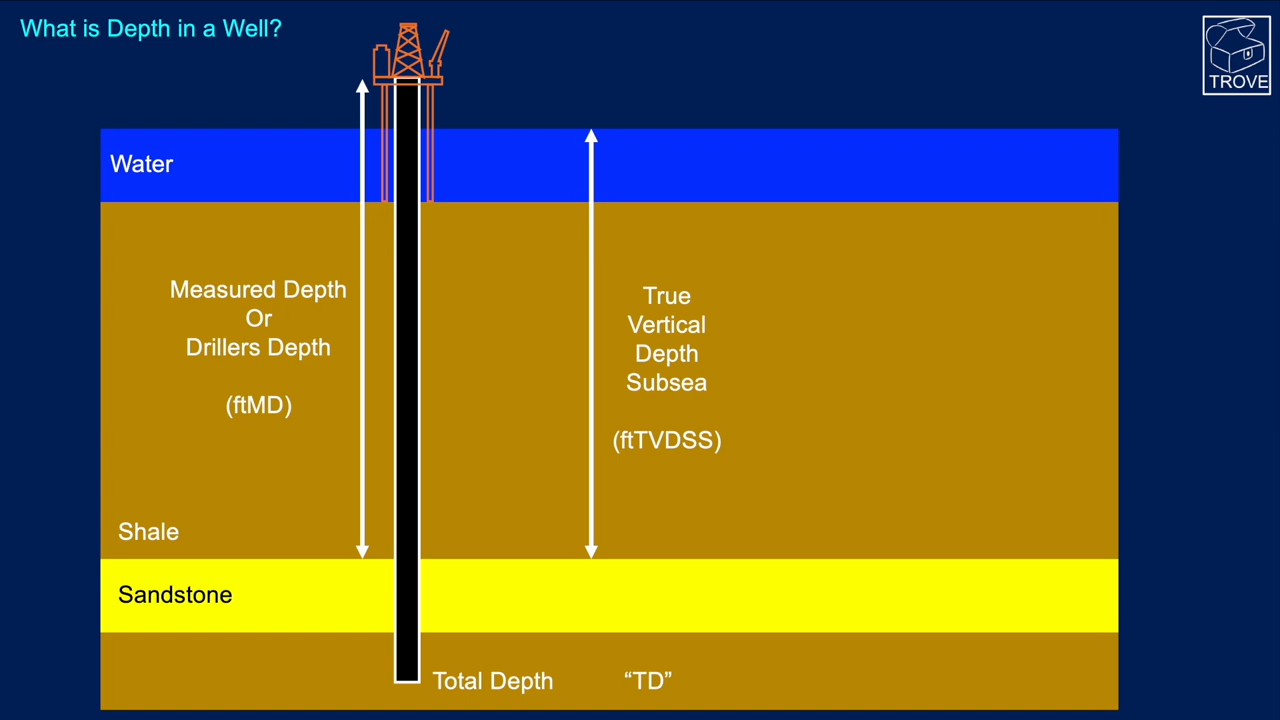 What is Depth in a Well?
TROVE
Water
Measured Depth
Or
Drillers Depth
(ftMD)
True
Vertical
Depth
Subsea
(ftTVDSS)
Shale
Sandstone
Total Depth “TD”